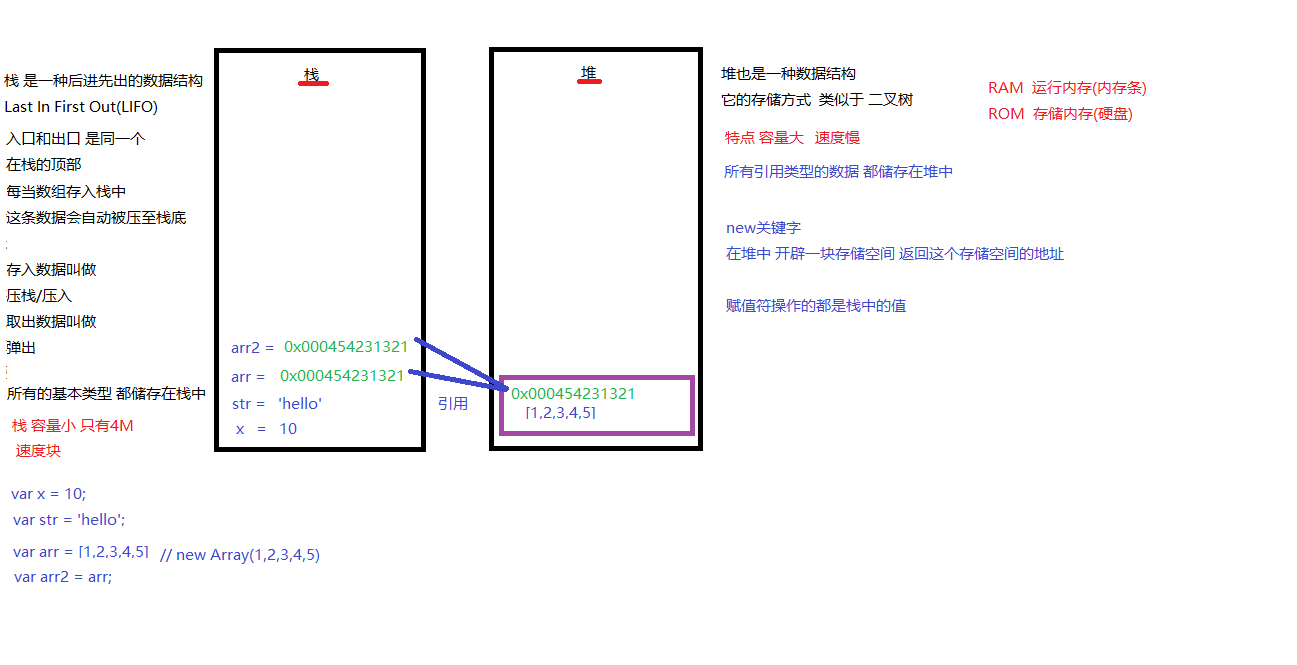 栈 是一种后进先出的数据结构
Last In First Out(LIFO)
入口和出口 是同一个
在栈的顶部
每当数组存入栈中
这条数据会自动被压至栈底
存入数据叫做
压栈/压入
取出数据叫做
弹出
所有的基本类型 都储存在栈中
栈 容量小 只有4M
速度块
var x = 10;
var str = 'hello';
var arr = [1,2,3,4,5] // new Array(1,2,3,4,5)
var arr2 = arr;
栈
arr2 = 0x000454231321
arr = 0x000454231321
str = 'hello'
x = 10
引用
堆
0x000454231321
[1,2,3,4,5]
堆也是一种数据结构
它的存储方式 类似于 二叉树
特点 容量大 速度慢
所有引用类型的数据 都储存在堆中
new关键字
在堆中 开辟一块存储空间 返回这个存储空间的地址
赋值符操作的都是栈中的值
RAM 运行内存(内存条)
ROM 存储内存(硬盘)